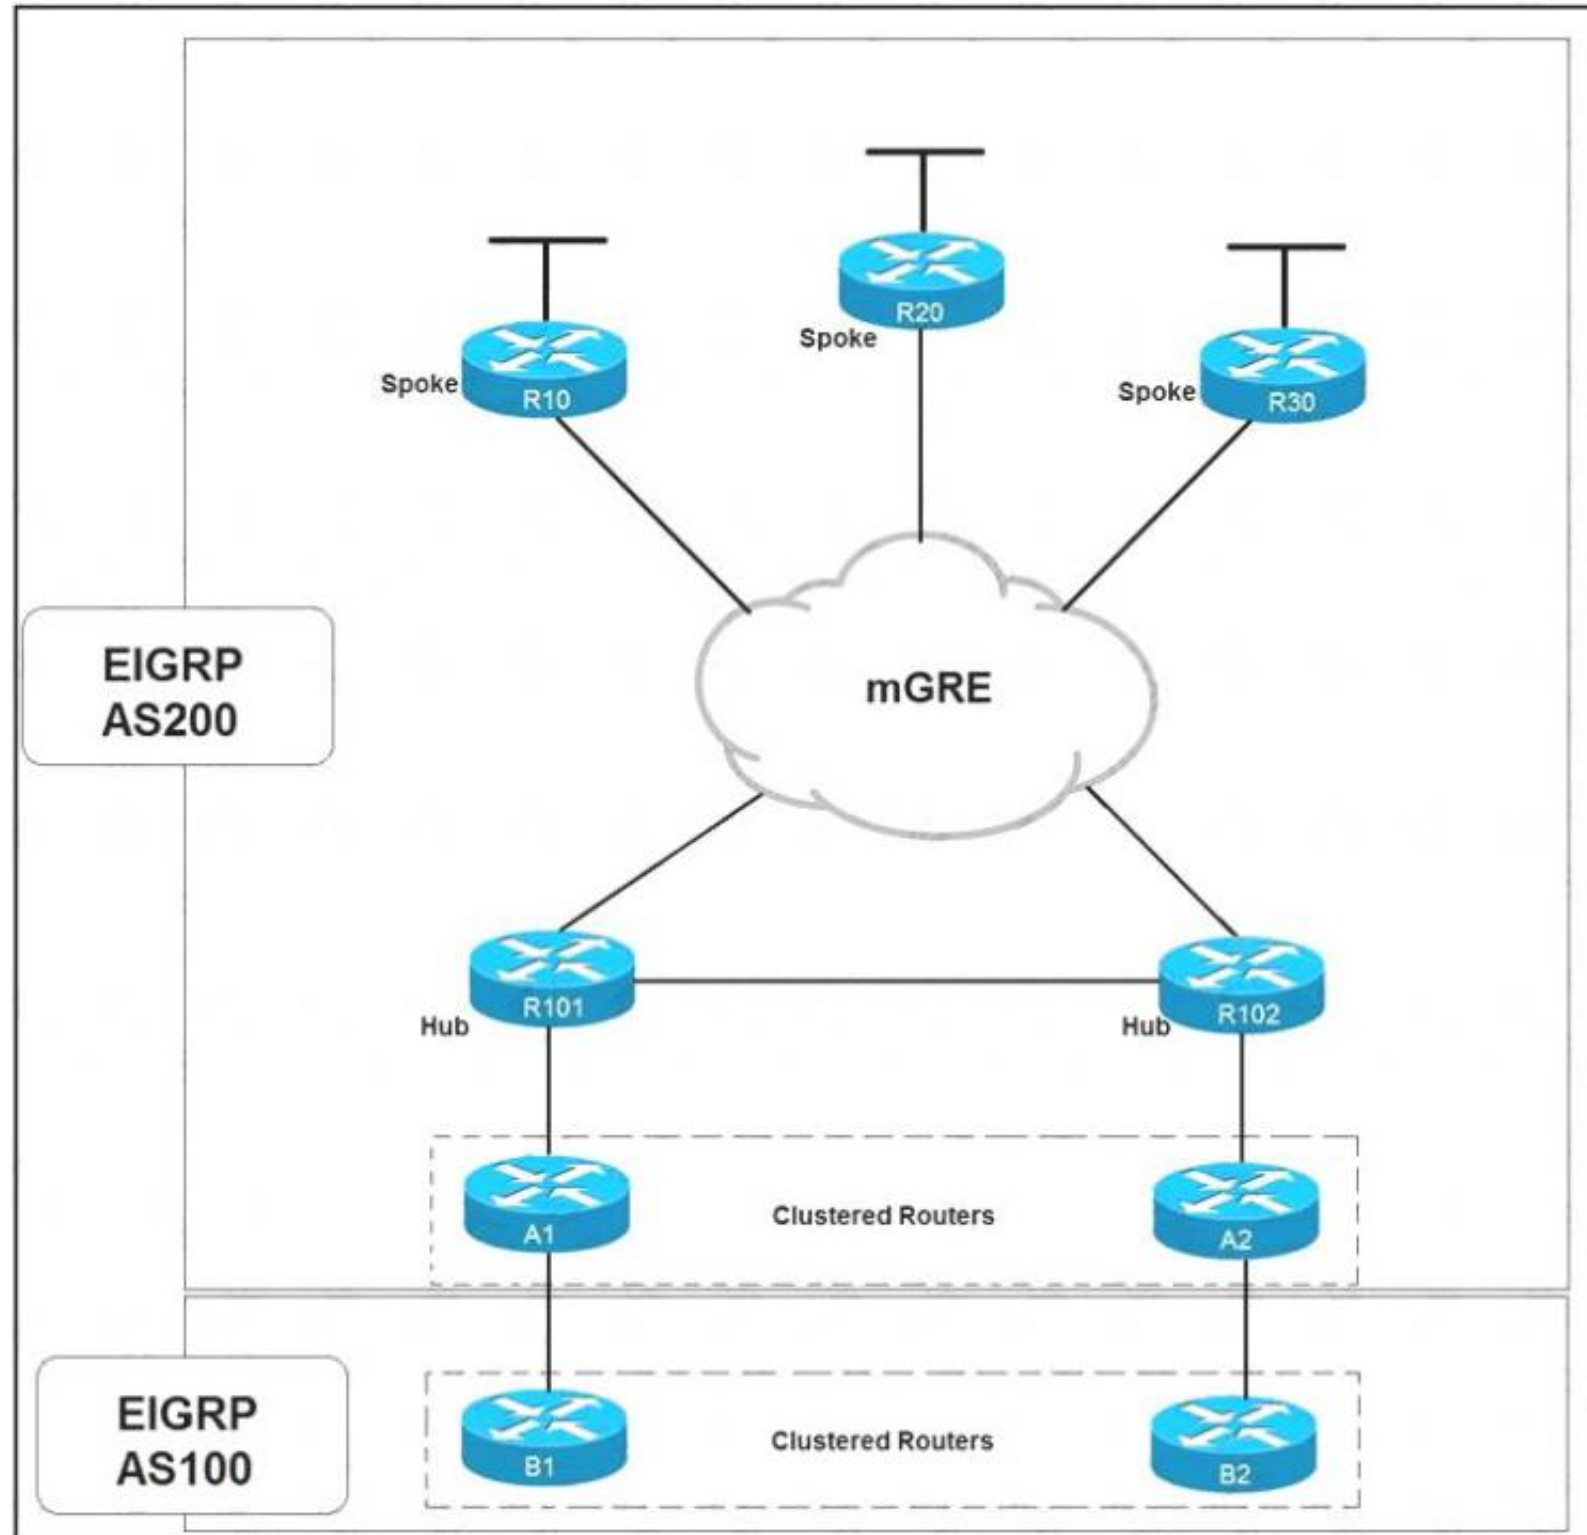 R20
Spoke
R10
Spoke
R30
Spoke
EIGRP
AS200
mGRE
R101
Hub
R102
Hub
A1
Clustered Routers
A2
EIGRP
AS100
B1
Clustered Routers
B2